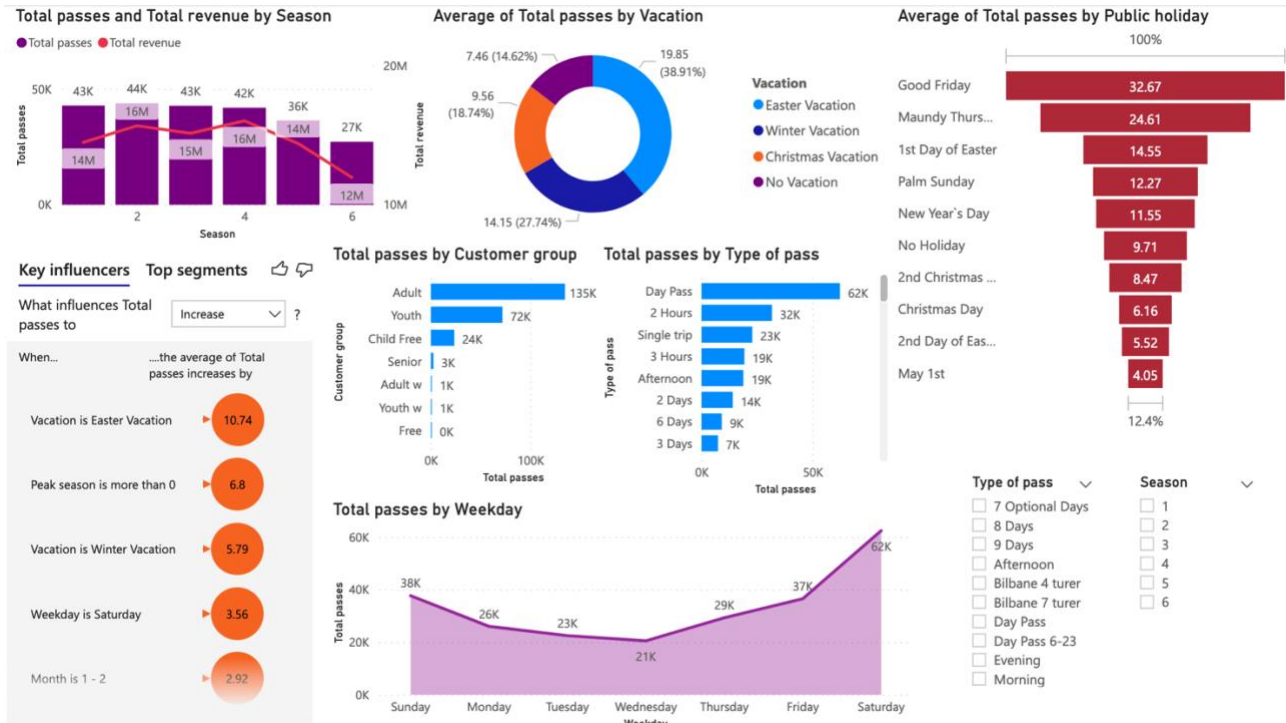 Total passes and Total revenue by Season
Total passes Total revenue
Total passes
50K
0K
43K
44K
43K
42K
36K
27K
14M
16M
15M
16M
14M
12M
20M
10M
Total revenue
2
4
6
Season
Average of Total passes by Vacation
7.46 (14.62%)
19.85
(38.91%)
9.56
(18.74%)
14.15 (27.74%)
Vacation
Easter Vacation
Winter Vacation
Christmas Vacation
No Vacation
Average of Total passes by Public holiday
100%
Good Friday 32.67
Maundy Thurs... 24.61
1st Day of Easter 14.55
Palm Sunday 12.27
New Year`s Day 11.55
No Holiday 9.71
2nd Christmas ... 8.47
Christmas Day 6.16
2nd Day of Eas... 5.52
May 1st 4.05
12.4%
Key influencers Top segments
What influences Total
passes to
Increase
?
When...
....the average of Total
passes increases by
Vacation is Easter Vacation 10.74
Peak season is more than 0 6.8
Vacation is Winter Vacation 5.79
Weekday is Saturday 3.56
Month is 1 - 2 2.92
Total passes by Customer group
Customer group
Adult 135K
Youth 72K
Child Free 24K
Senior 3K
Adult w 1K
Youth w 1K
Free 0K
0K 100K
Total passes
Total passes by Type of pass
Type of pass
Day Pass 62K
2 Hours 32K
Single trip 23K
3 Hours 19K
Afternoon 19K
2 Days 14K
6 Days 9K
3 Days 7K
0K 50K
Total passes
Total passes by Weekday
Total passes
60K
40K
20K
0K
38K
26K
23K
21K
29K
37K
62K
Sunday Monday Tuesday Wednesday Thursday Friday Saturday
Weekday
Type of pass
7 Optional Days
8 Days
9 Days
Afternoon
Bilbane 4 turer
Bilbane 7 turer
Day Pass
Day Pass 6-23
Evening
Morning
Season
1
2
3
4
5
6